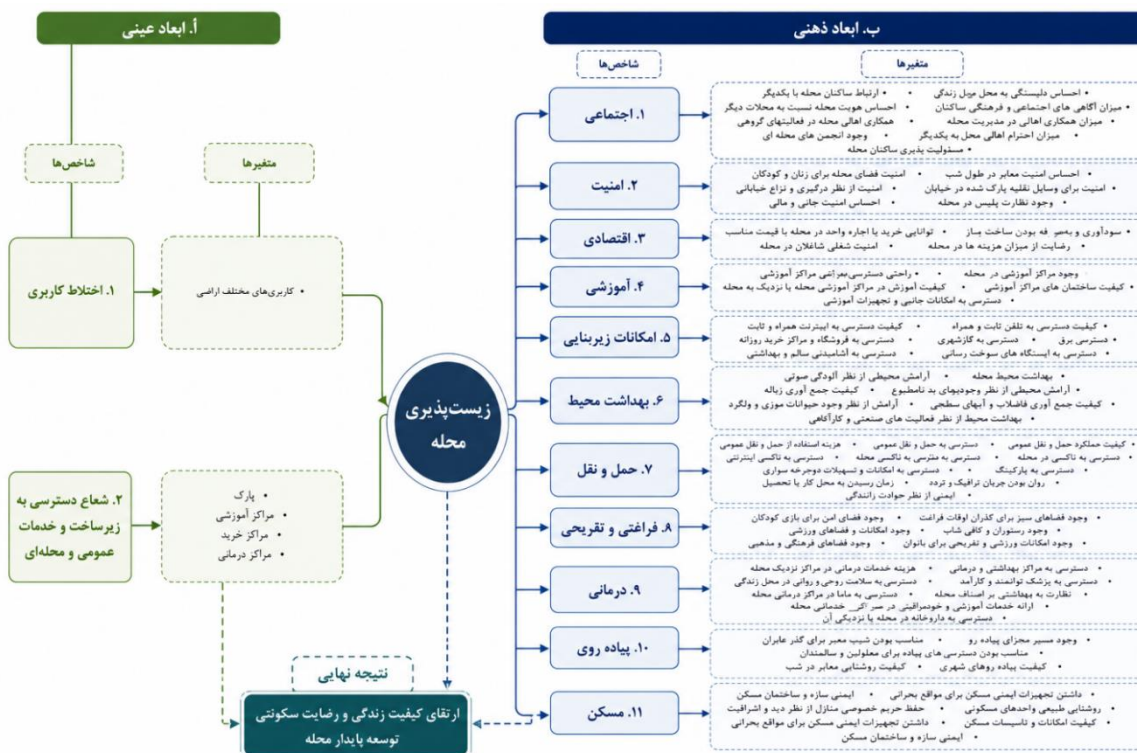 أ. ابعاد عینی
شاخص‌ها
متغیرها
۱. اختلاط کاربری
• کاربری‌های مختلف اراضی
۲. شعاع دسترسی به
زیرساخت و خدمات
عمومی و محله‌ای
• پارک
• مراکز آموزشی
• مراکز خرید
• مراکز درمانی
زیست‌پذیری
محله
نتیجه نهایی
ارتقای کیفیت زندگی و رضایت سکونتی
توسعه پایدار محله
ب. ابعاد ذهنی
شاخص‌ها
متغیرها
۱. اجتماعی
• احساس دلبستگی به محل زندگی • ارتباط ساکنان محله با یکدیگر
• میزان آگاهی های اجتماعی و فرهنگی ساکنان • احساس هویت محله نسبت به محلات دیگر
• میزان همکاری اهالی در مدیریت محله • همکاری اهالی محله در فعالیتهای گروهی
• میزان احترام اهالی محل به یکدیگر • وجود انجمن های محله ای
• مسئولیت پذیری ساکنان محله
۲. امنیت
• احساس امنیت معابر در طول شب • امنیت فضای محله برای زنان و کودکان
• امنیت برای وسایل نقلیه پارک شده در خیابان • امنیت از نظر درگیری و نزاع خیابانی
• وجود نظارت پلیس در محله • احساس امنیت جانی و مالی
۳. اقتصادی
• سودآوری و بودن ساخت • توانایی خرید یا اجاره واحد در محله با قیمت مناسب
• رضایت از میزان هزینه ها در محله • امنیت شغلی شاغلان در محله
۴. آموزشی
• وجود مراکز آموزشی در محله • راحتی دسترسی مراکز آموزشی
• کیفیت ساختمان های مراکز آموزشی • کیفیت آموزش در مراکز آموزشی محله یا نزدیک به محله
• دسترسی به امکانات جانبی و تجهیزات آموزشی
۵. امکانات زیربنایی
• کیفیت دسترسی به تلفن ثابت و همراه • کیفیت دسترسی به اینترنت همراه و ثابت
• دسترسی برق • دسترسی به گازشهری • دسترسی به فروشگاه و مراکز خرید روزانه
• دسترسی به ایستگاه های سوخت رسانی • دسترسی به آشامیدنی سالم و بهداشتی
۶. بهداشت محیط
• بهداشت محیط محله • آرامش محیطی از نظر آلودگی صوتی
• آرامش محیطی از نظر وجودبوهای بد نامطبوع • کیفیت جمع آوری زباله
• کیفیت جمع آوری فاضلاب و آبهای سطحی • آرامش از نظر وجود حیوانات موزی و ولگرد
• بهداشت محیط از نظر فعالیت های صنعتی و کارآگاهی
۷. حمل و نقل
• کیفیت عملکرد حمل و نقل عمومی • دسترسی به حمل و نقل عمومی • هزینه استفاده از حمل و نقل عمومی
• دسترسی به تاکسی در محله • دسترسی به تاکسی محله • دسترسی به تاکسی اینترنتی
• دسترسی به پارکینگ • دسترسی به امکانات و تسهیلات دوچرخه سواری
• روان بودن جریان ترافیک و تردد • زمان رسیدن به محل کار یا تحصیل
• ایمنی از نظر حوادث رانندگی
۸. فراغتی و تفریحی
• وجود فضاهای سبز برای گذران اوقات فراغت • وجود فضای امن برای بازی کودکان
• وجود رستوران و کافی شاب • وجود امکانات و فضاهای ورزشی
• وجود امکانات ورزشی و تفریحی برای بانوان • وجود فضاهای فرهنگی و مذهبی
۹. درمانی
• دسترسی به مراکز بهداشتی و درمانی • هزینه خدمات درمانی در مراکز نزدیک محله
• دسترسی به پزشک توانمند و کارآمد • دسترسی به سلامت روحی و روانی در محل زندگی
• نظارت به بهداشتی بر اصناف محله • دسترسی به ماما در مراکز درمانی محله
• ارائه خدمات آموزشی و در محله
• دسترسی به داروخانه در محله یا نزدیکی آن
۱۰. پیاده روی
• وجود مسیر مجزای پیاده رو • مناسب بودن شیب معبر برای گذر عابران
• مناسب بودن دسترسی های پیاده برای معلولین و سالمندان
• کیفیت پیاده روهای شهری • کیفیت روشنایی معابر در شب
۱۱. مسکن
• داشتن تجهیزات ایمنی مسکن برای مواقع بحرانی • ایمنی سازه و ساختمان مسکن
• روشنایی طبیعی واحدهای مسکونی • حفظ حریم خصوصی منازل از نظر دید و اشرافیت
• کیفیت امکانات و تاسیسات مسکن • داشتن تجهیزات ایمنی مسکن برای مواقع بحرانی
• ایمنی سازه و ساختمان مسکن